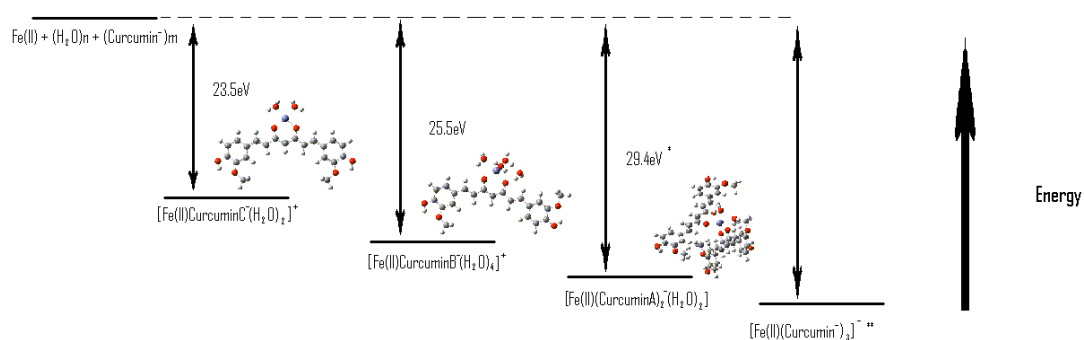 Fe(II) + (H₂O)n + (Curcumin⁻)m
23.5eV
[Fe(II)CurcuminC⁻(H₂O)₂]⁺
25.5eV
[Fe(II)CurcuminB⁻(H₂O)₄]⁺
29.4eV *
[Fe(II)(CurcuminA)₂⁻(H₂O)₂]
[Fe(II)(Curcumin⁻)₃]⁻ **
Energy